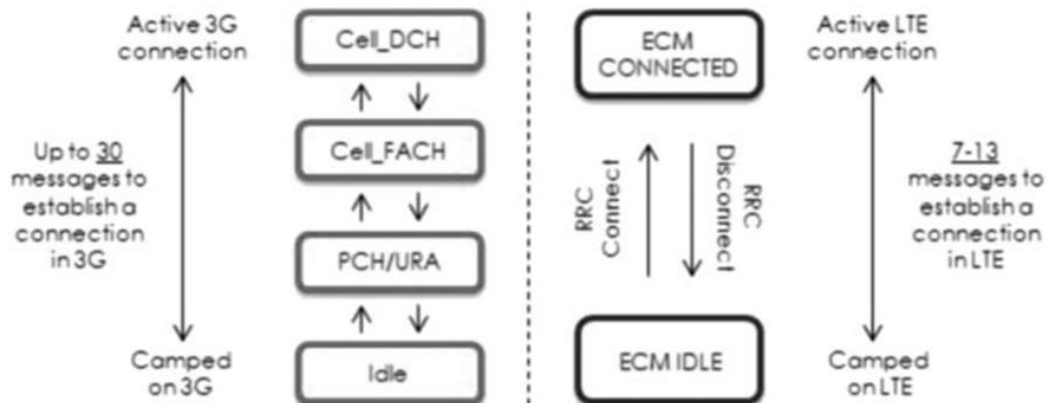 Active 3G
connection
Up to 30
messages to
establish a
connection
in 3G
Camped
on 3G
Cell_DCH
Cell_FACH
PCH/URA
Idle
ECM
CONNECTED
RRC
Connect
RRC
Disconnect
ECM IDLE
Active LTE
connection
7-13
messages to
establish a
connection
in LTE
Camped
on LTE